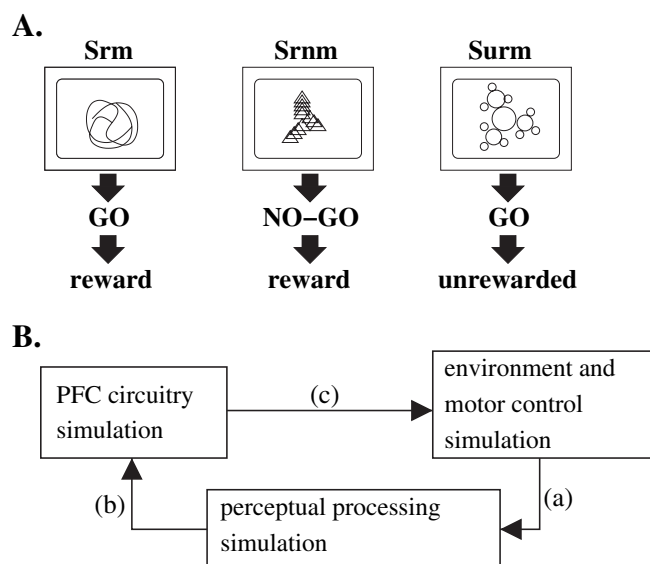 A.
Srm Srnm Surm
GO NO–GO GO
reward reward unrewarded
B.
PFC circuitry
simulation
(c)
environment and
motor control
simulation
(b)
perceptual processing
simulation
(a)